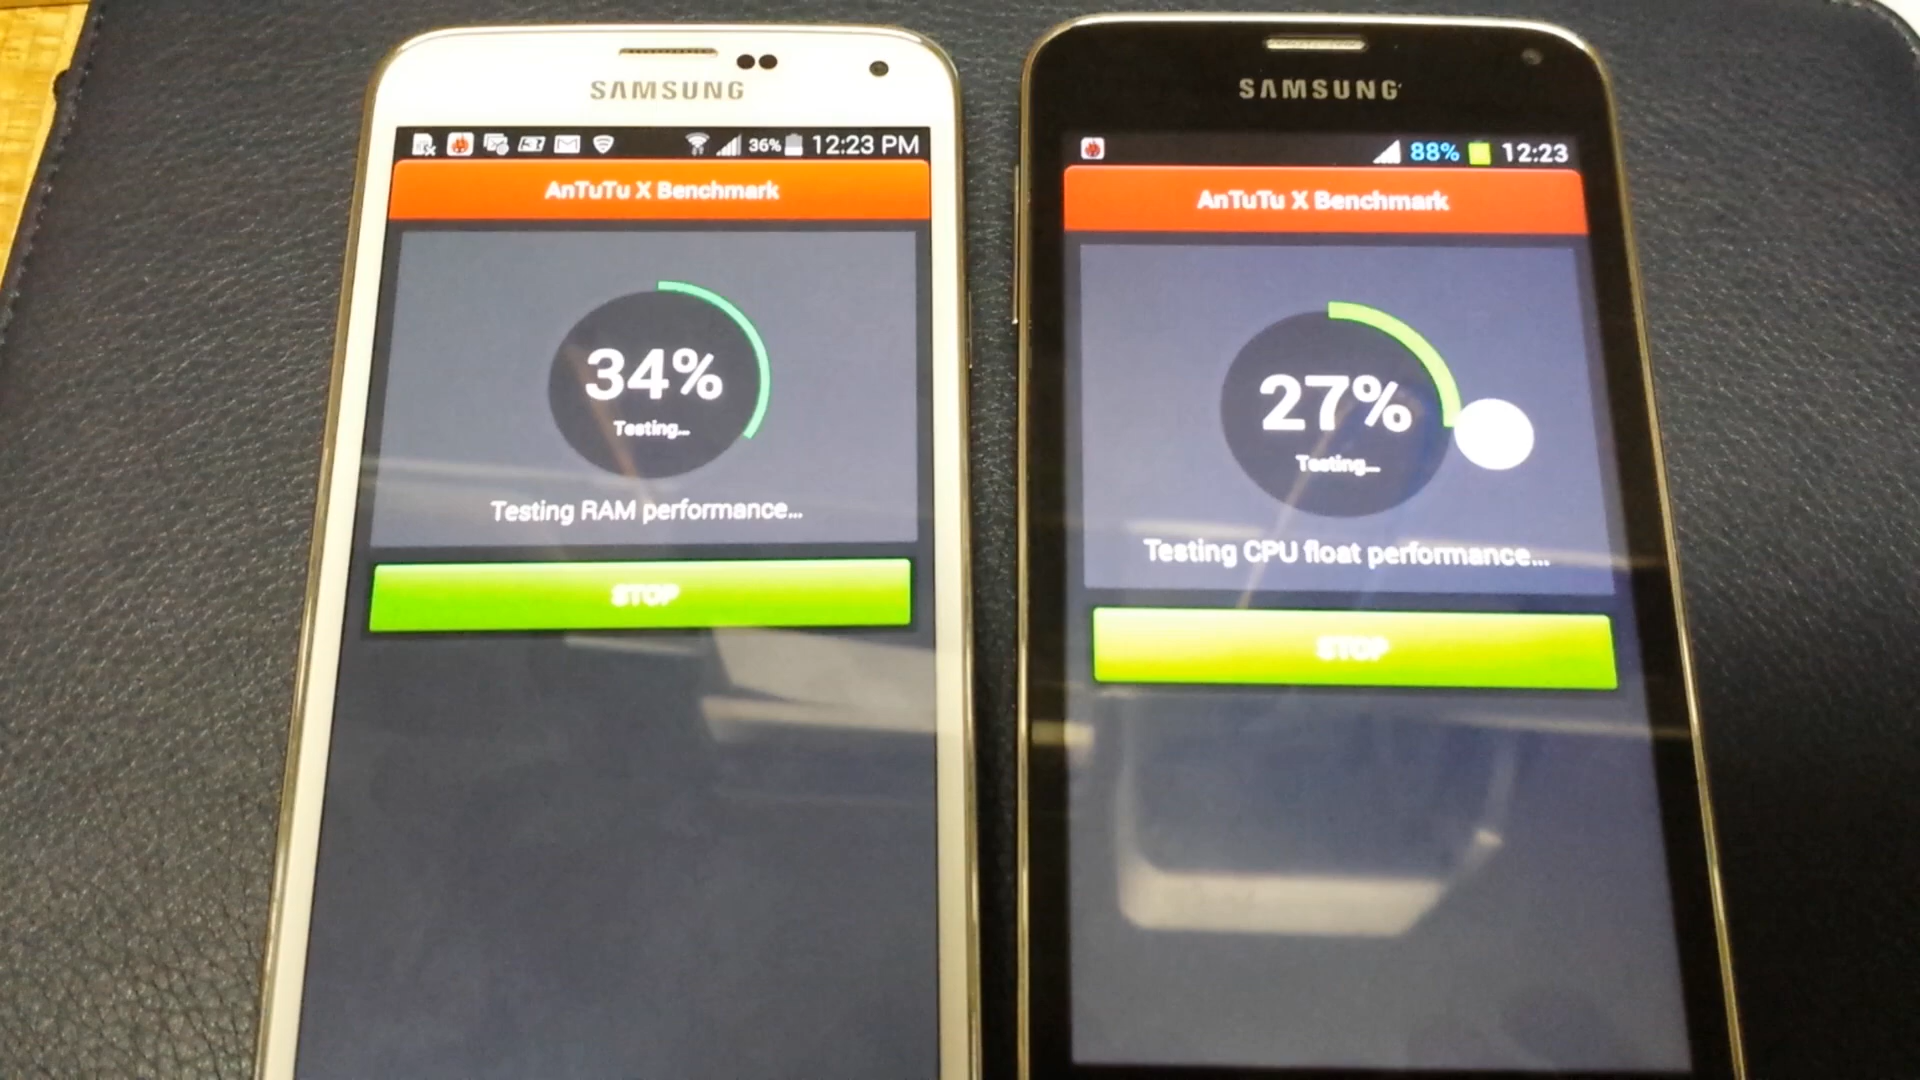 SAMSUNG
36% 12:23 PM
AnTuTu X Benchmark
34%
Testing...
Testing RAM performance...
STOP
SAMSUNG
88% 12:23
AnTuTu X Benchmark
27%
Testing...
Testing CPU float performance...
STOP